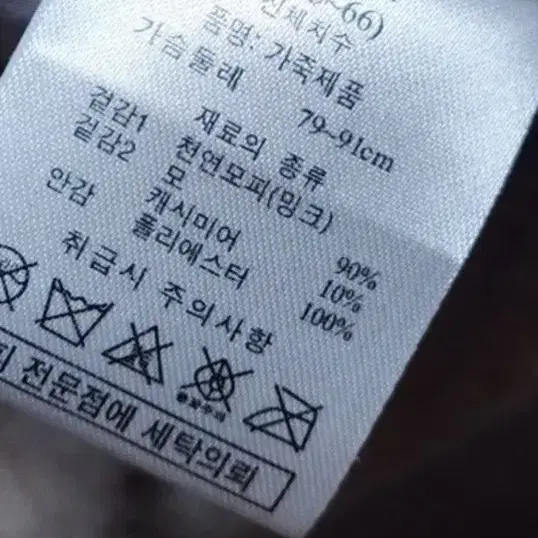 ~66)
전체치수
품명: 가죽제품
가슴둘레 79~91cm
재료의 종류
겉감1 천연모피(밍크)
겉감2 모 90%
캐시미어 10%
안감 폴리에스터 100%
취급시 주의사항
피 전문점에 세탁의뢰